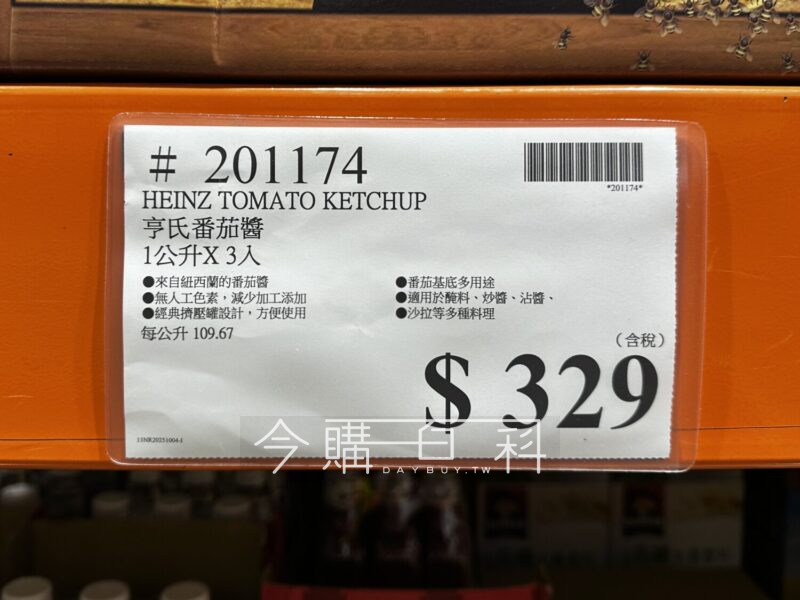 # 201174
*201174*
HEINZ TOMATO KETCHUP
亨氏番茄醬
1公升X 3入
●來自紐西蘭的番茄醬
●無人工色素，減少加工添加
●經典擠壓罐設計，方便使用
每公升 109.67
●番茄基底多用途
●適用於醃料、炒醬、沾醬、
●沙拉等多種料理
（含稅）
$ 329
13NR20251004-1
今購百科
DAYBUY.TW